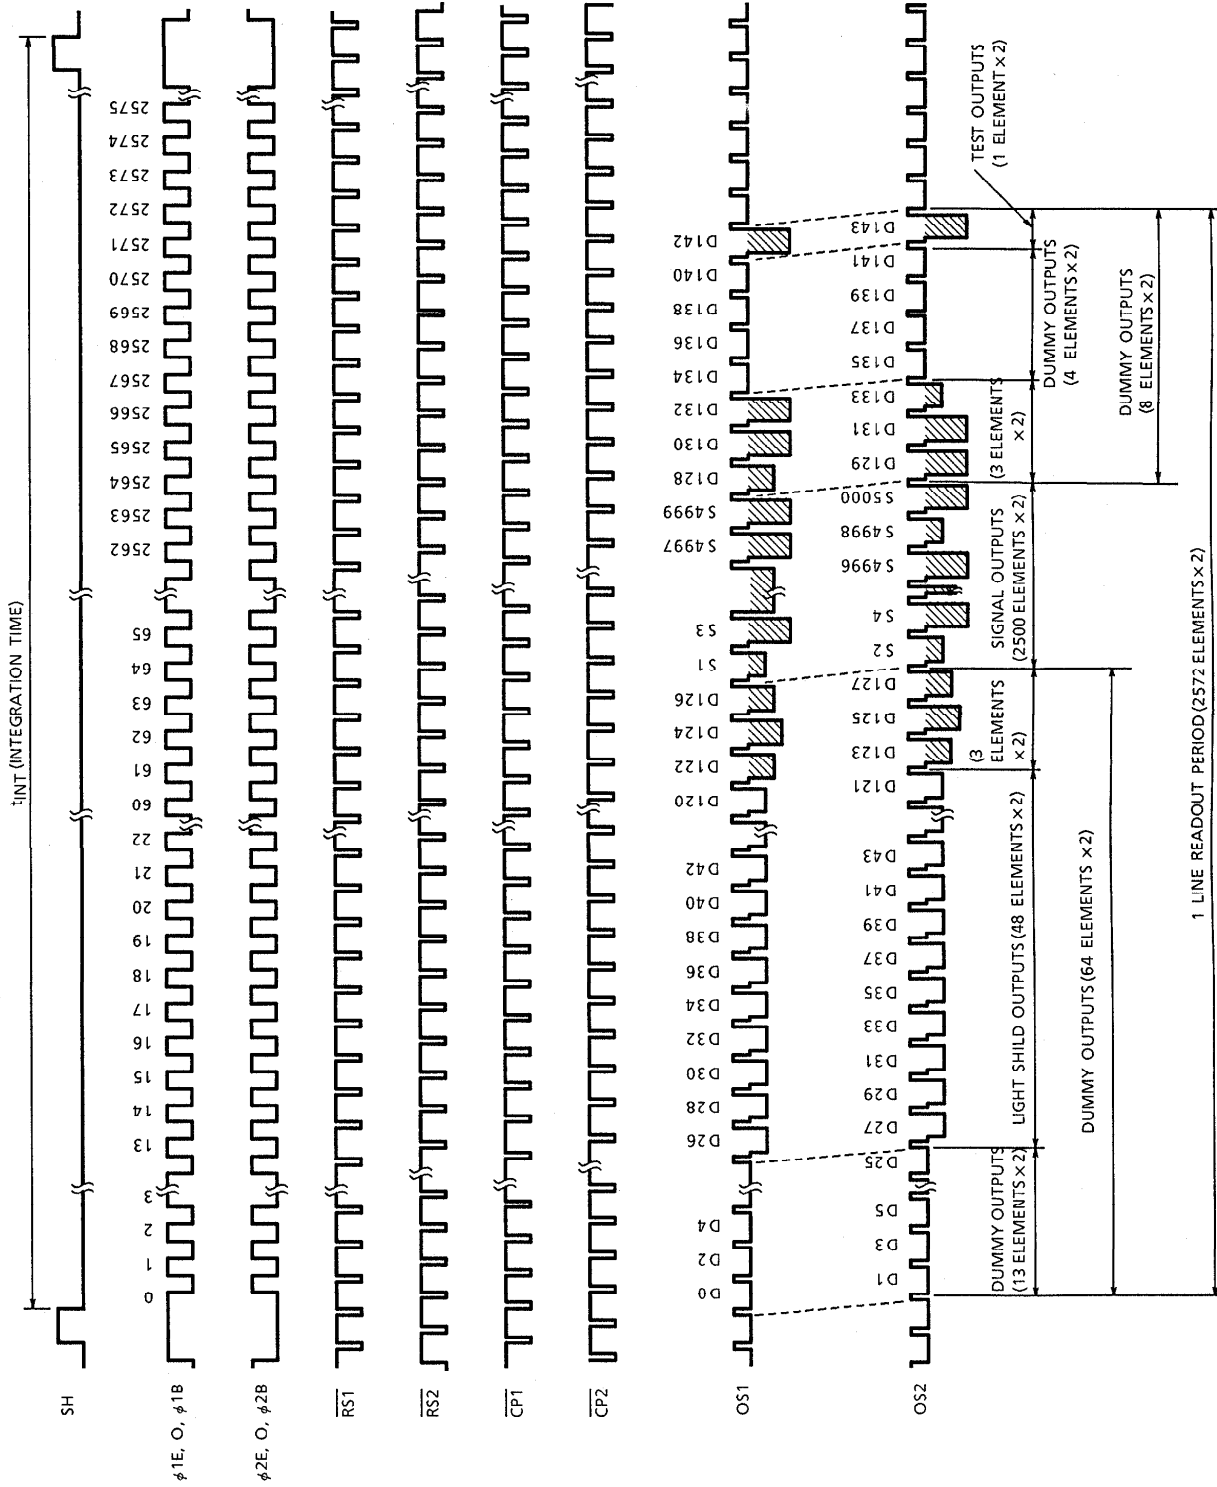 tINT (INTEGRATION TIME)
SH
φ1E, O, φ1B
0 1 2 3 13 14 15 16 17 18 19 20 21 22 60 61 62 63 64 65 2562 2563 2564 2565 2566 2567 2568 2569 2570 2571 2572 2573 2574 2575
φ2E, O, φ2B
RS1
RS2
CP1
CP2
OS1
D0 D2 D4 D26 D28 D30 D32 D34 D36 D38 D40 D42 D120 D122 D124 D126 S1 S3 S4997 S4999 D128 D130 D132 D134 D136 D138 D140 D142
OS2
D1 D3 D5 D25 D27 D29 D31 D33 D35 D37 D39 D41 D43 D121 D123 D125 D127 S2 S4 S4996 S4998 S5000 D129 D131 D133 D135 D137 D139 D141 D143
DUMMY OUTPUTS
(13 ELEMENTS×2)
LIGHT SHILD OUTPUTS (48 ELEMENTS×2)
(3
ELEMENTS
×2)
SIGNAL OUTPUTS
(2500 ELEMENTS ×2)
(3 ELEMENTS
×2)
DUMMY OUTPUTS
(4 ELEMENTS×2)
TEST OUTPUTS
(1 ELEMENT×2)
DUMMY OUTPUTS (64 ELEMENTS ×2)
DUMMY OUTPUTS
(8 ELEMENTS×2)
1 LINE READOUT PERIOD (2572 ELEMENTS×2)